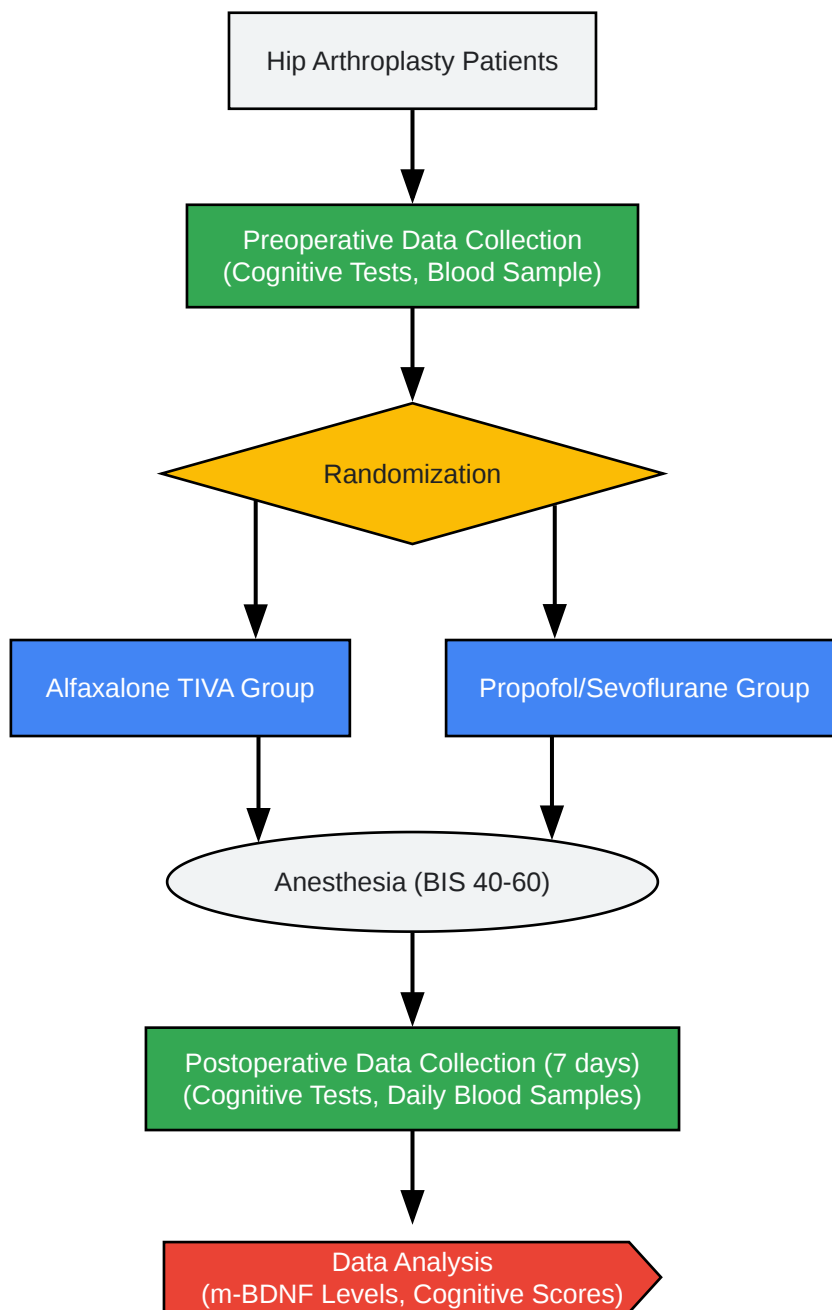 Hip Arthroplasty Patients
Preoperative Data Collection
(Cognitive Tests, Blood Sample)
Randomization
Alfaxalone TIVA Group
Propofol/Sevoflurane Group
Anesthesia (BIS 40-60)
Postoperative Data Collection (7 days)
(Cognitive Tests, Daily Blood Samples)
Data Analysis
(m-BDNF Levels, Cognitive Scores)